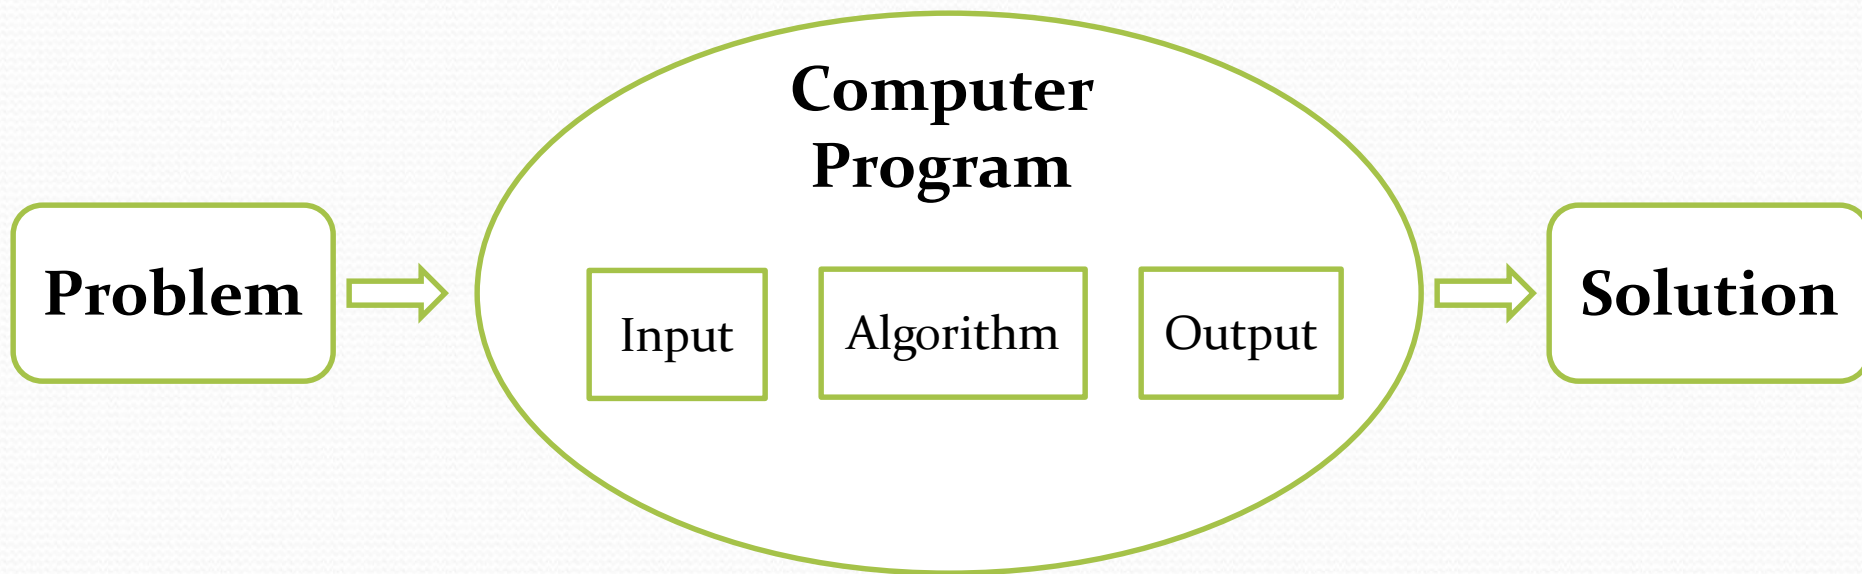 Computer
Program
Problem
Input
Algorithm
Output
Solution